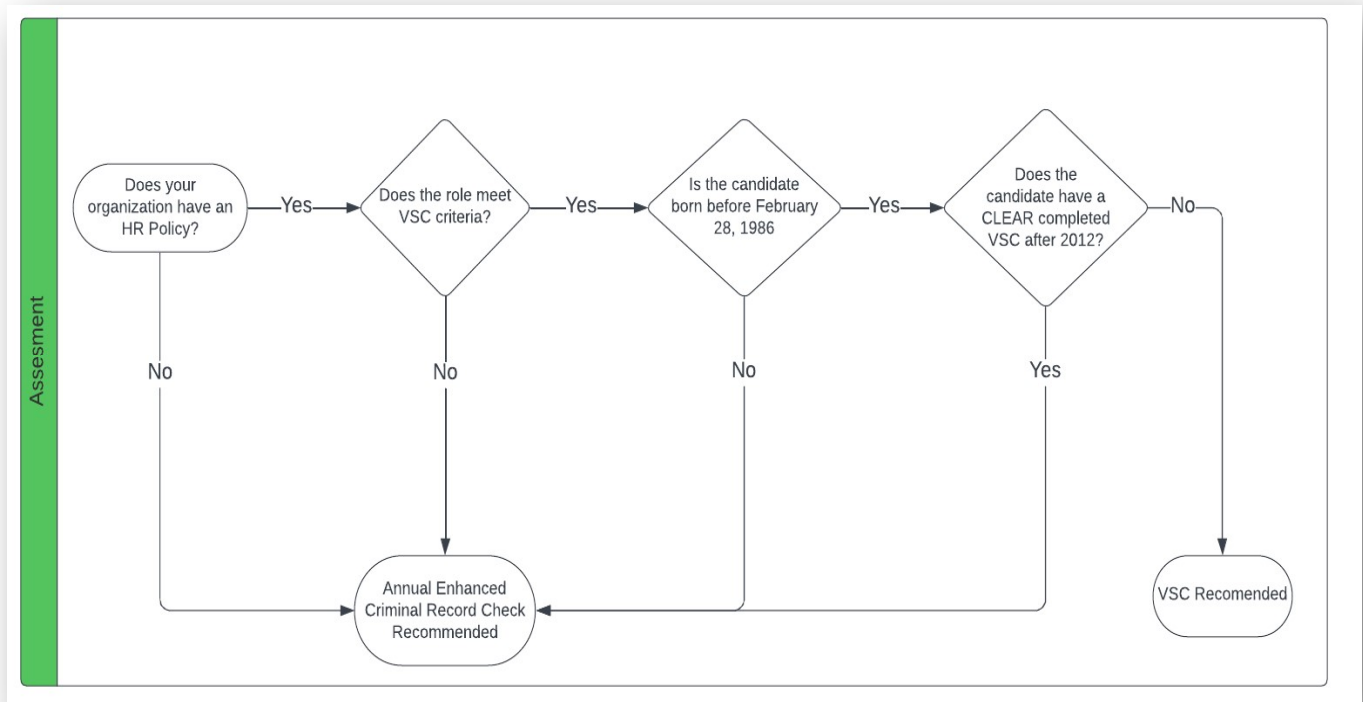 Assesment
Does your
organization have an
HR Policy?
Yes
Does the role meet
VSC criteria?
Yes
Is the candidate
born before February
28, 1986
Yes
Does the
candidate have a
CLEAR completed
VSC after 2012?
No
No
No
No
Yes
Annual Enhanced
Criminal Record Check
Recommended
VSC Recomended